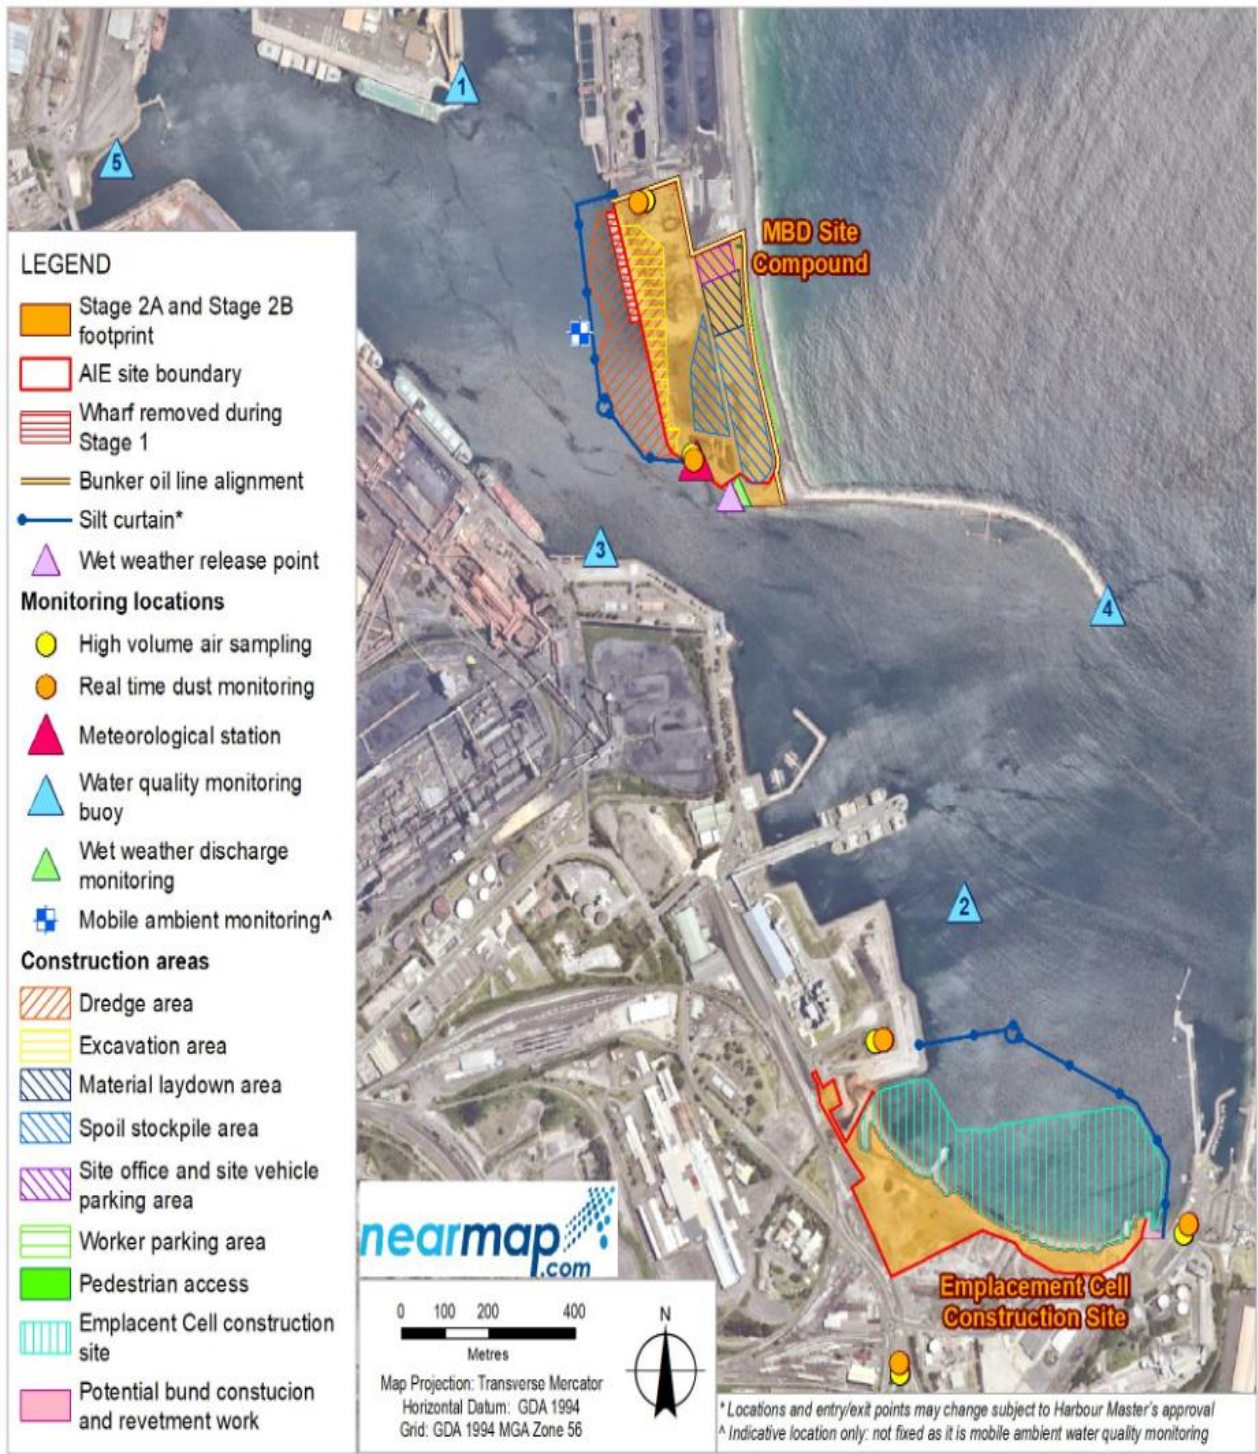 1
5
MBD Site
Compound
3
4
2
Emplacement Cell
Construction Site
LEGEND
Stage 2A and Stage 2B
footprint
AIE site boundary
Wharf removed during
Stage 1
Bunker oil line alignment
Silt curtain*
Wet weather release point
Monitoring locations
High volume air sampling
Real time dust monitoring
Meteorological station
Water quality monitoring
buoy
Wet weather discharge
monitoring
Mobile ambient monitoring^
Construction areas
Dredge area
Excavation area
Material laydown area
Spoil stockpile area
Site office and site vehicle
parking area
Worker parking area
Pedestrian access
Emplacent Cell construction
site
Potential bund constucion
and revetment work
nearmap
.com
0 100 200 400
Metres
N
Map Projection: Transverse Mercator
Horizontal Datum: GDA 1994
Grid: GDA 1994 MGA Zone 56
* Locations and entry/exit points may change subject to Harbour Master's approval
^ Indicative location only: not fixed as it is mobile ambient water quality monitoring